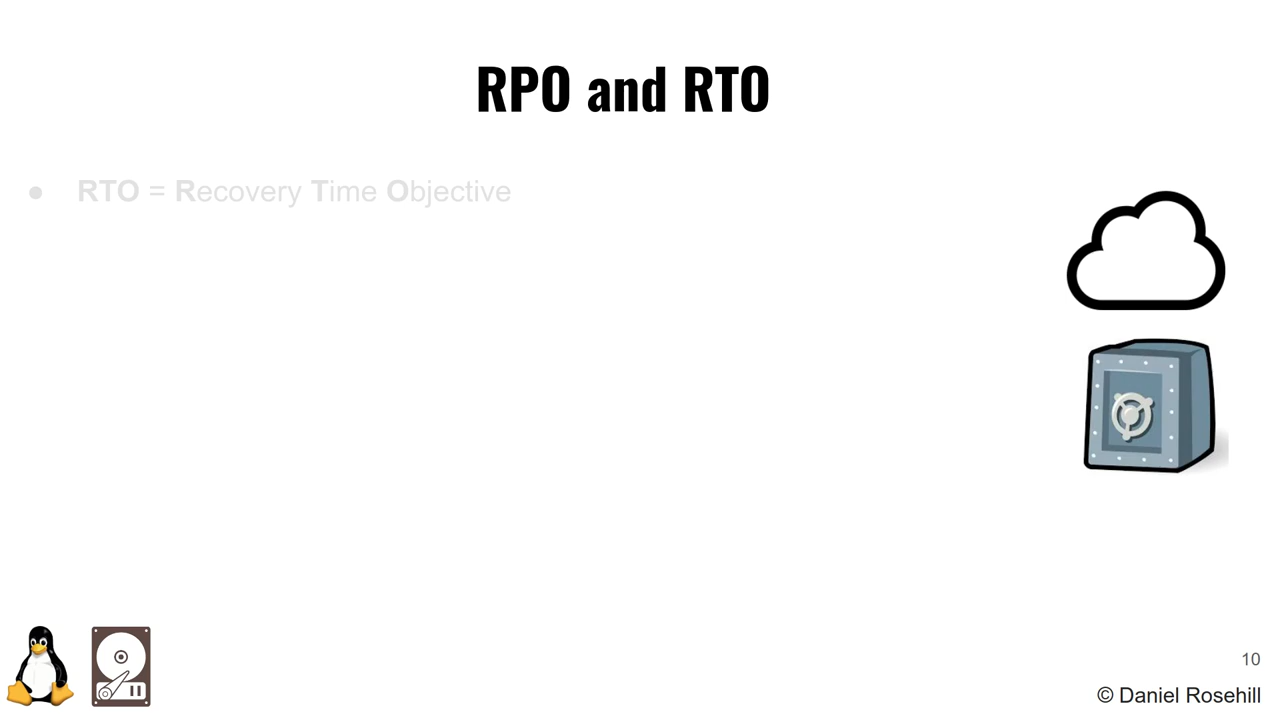 RPO and RTO
● RTO = Recovery Time Objective
10
© Daniel Rosehill